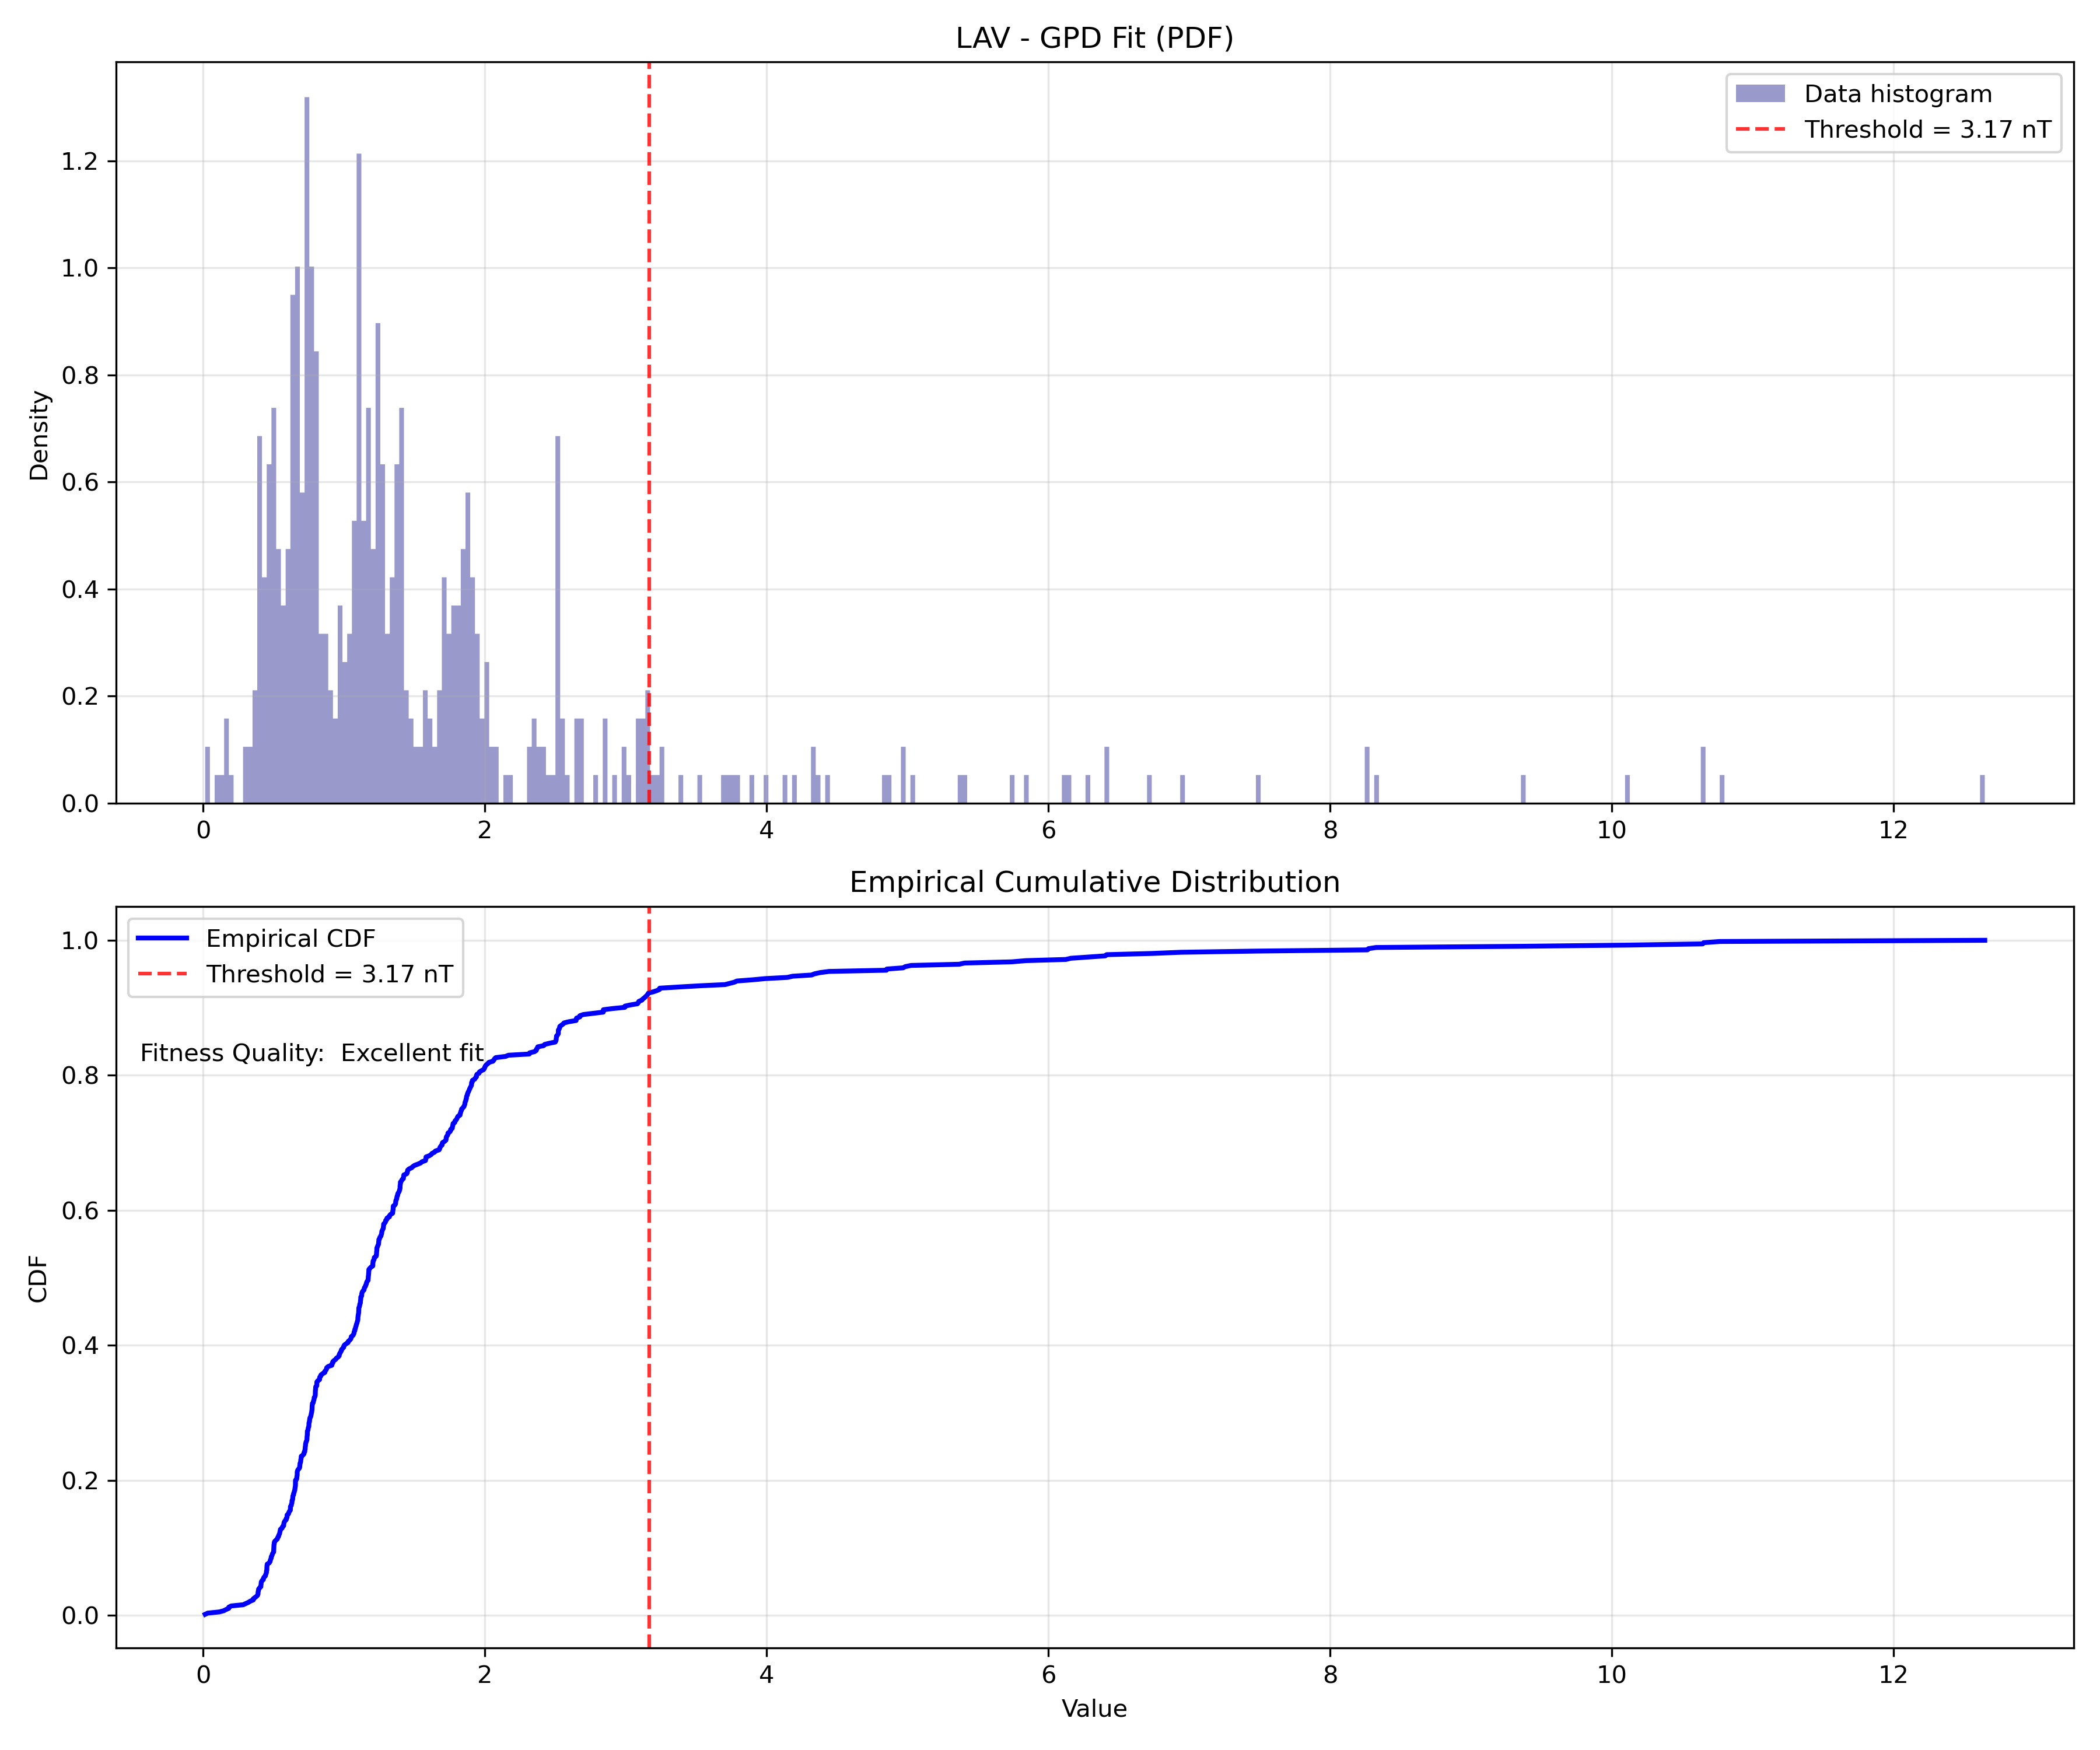 LAV - GPD Fit (PDF)
Data histogram
Threshold = 3.17 nT
Density
1.2
1.0
0.8
0.6
0.4
0.2
0.0
0 2 4 6 8 10 12
Empirical Cumulative Distribution
Empirical CDF
Threshold = 3.17 nT
Fitness Quality:  Excellent fit
CDF
1.0
0.8
0.6
0.4
0.2
0.0
0 2 4 6 8 10 12
Value